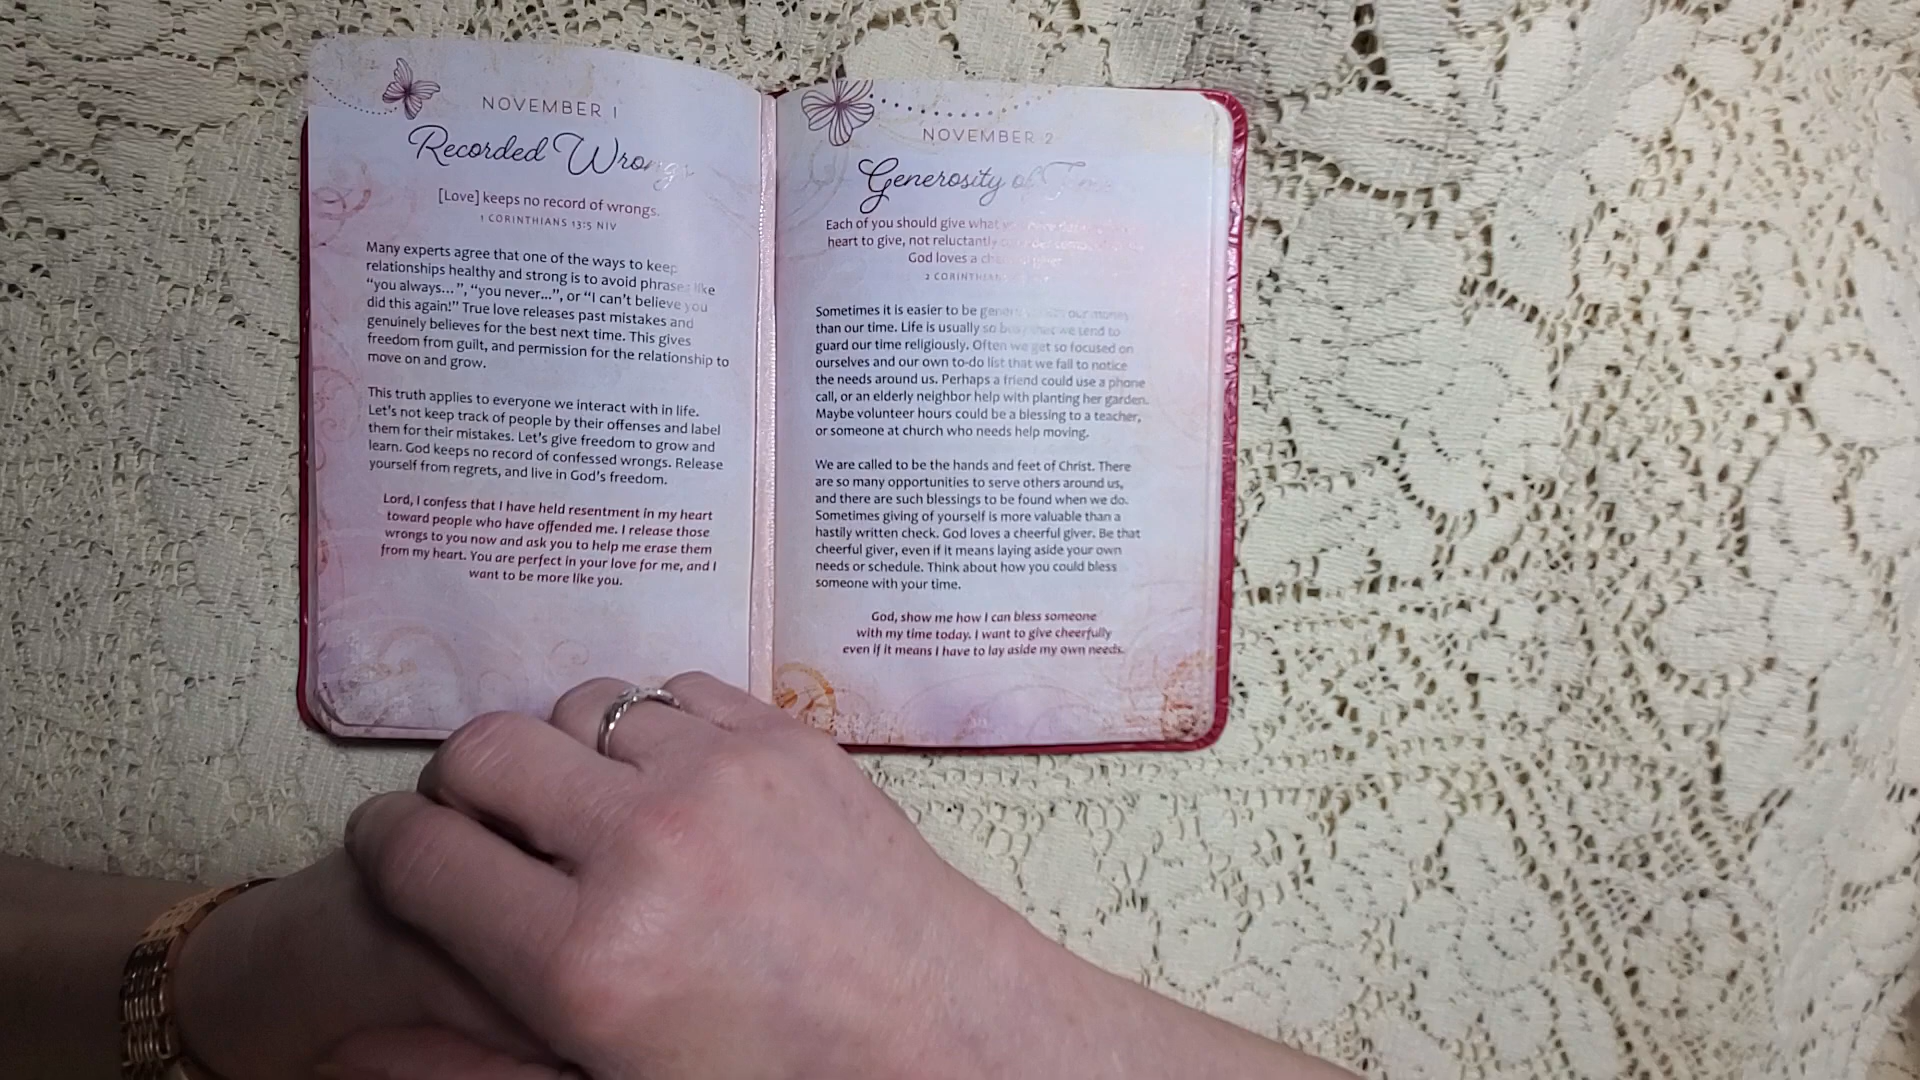 NOVEMBER 1
Recorded Wrongs
[Love] keeps no record of wrongs.
1 CORINTHIANS 13:5 NIV
Many experts agree that one of the ways to keep
relationships healthy and strong is to avoid phrases like
“you always...”, “you never...”, or “I can’t believe you
did this again!” True love releases past mistakes and
genuinely believes for the best next time. This gives
freedom from guilt, and permission for the relationship to
move on and grow.
This truth applies to everyone we interact with in life.
Let’s not keep track of people by their offenses and label
them for their mistakes. Let’s give freedom to grow and
learn. God keeps no record of confessed wrongs. Release
yourself from regrets, and live in God’s freedom.
Lord, I confess that I have held resentment in my heart
toward people who have offended me. I release those
wrongs to you now and ask you to help me erase them
from my heart. You are perfect in your love for me, and I
want to be more like you.
NOVEMBER 2
Generosity of Time
Each of you should give what
heart to give, not reluctantly
God loves a
2 CORINTHIANS
Sometimes it is easier to be our money
than our time. Life is usually so busy that we tend to
guard our time religiously. Often we get so focused on
ourselves and our own to-do list that we fail to notice
the needs around us. Perhaps a friend could use a phone
call, or an elderly neighbor help with planting her garden.
Maybe volunteer hours could be a blessing to a teacher,
or someone at church who needs help moving.
We are called to be the hands and feet of Christ. There
are so many opportunities to serve others around us,
and there are such blessings to be found when we do.
Sometimes giving of yourself is more valuable than a
hastily written check. God loves a cheerful giver. Be that
cheerful giver, even if it means laying aside your own
needs or schedule. Think about how you could bless
someone with your time.
God, show me how I can bless someone
with my time today. I want to give cheerfully
even if it means I have to lay aside my own needs.